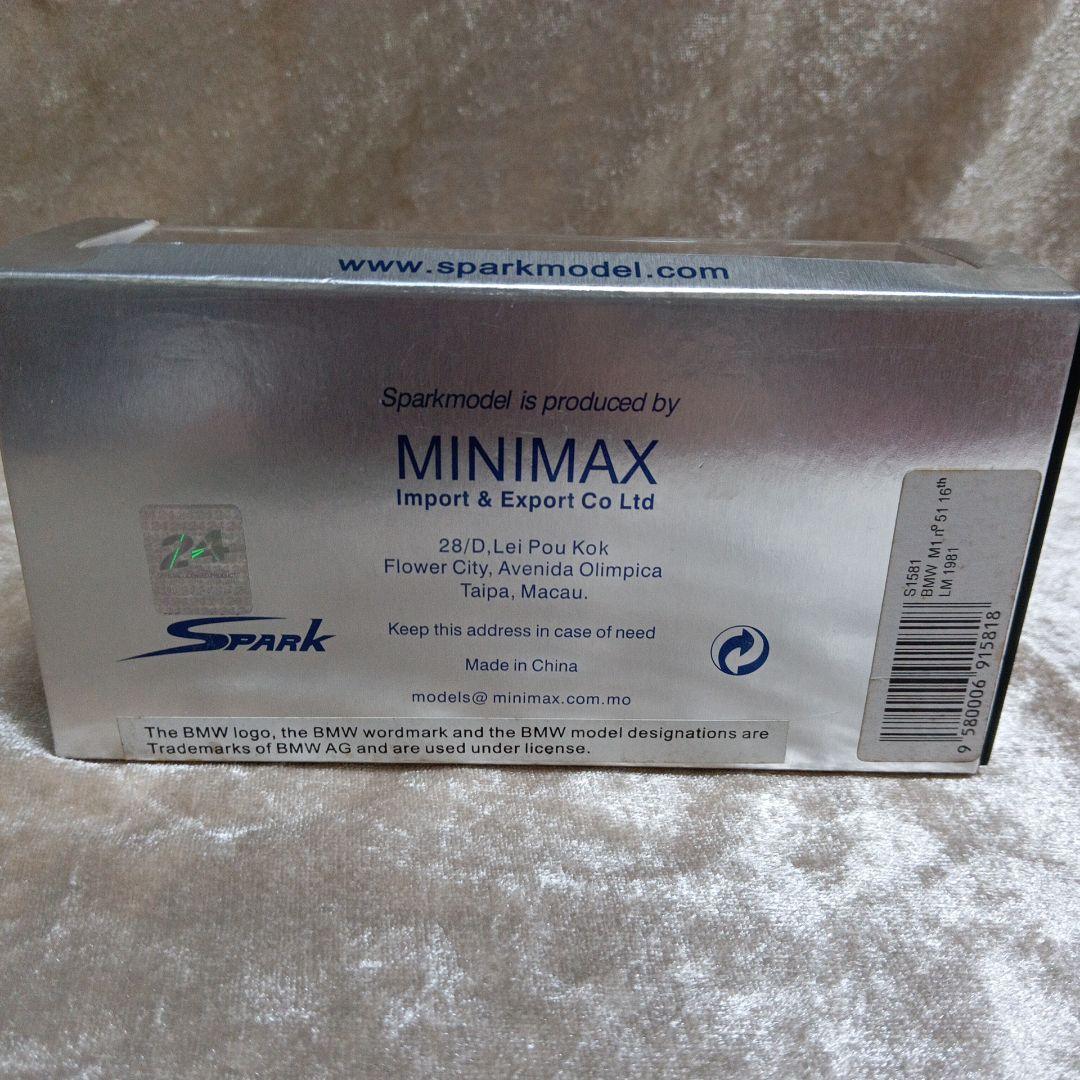 www.sparkmodel.com
Sparkmodel is produced by
MINIMAX
Import & Export Co Ltd
28/D,Lei Pou Kok
Flower City, Avenida Olimpica
Taipa, Macau.
Keep this address in case of need
Made in China
models@ minimax.com.mo
24
SPARK
The BMW logo, the BMW wordmark and the BMW model designations are
Trademarks of BMW AG and are used under license.
S1581
BMW M1 nº 51 16th
LM 1981
9 580006 915818